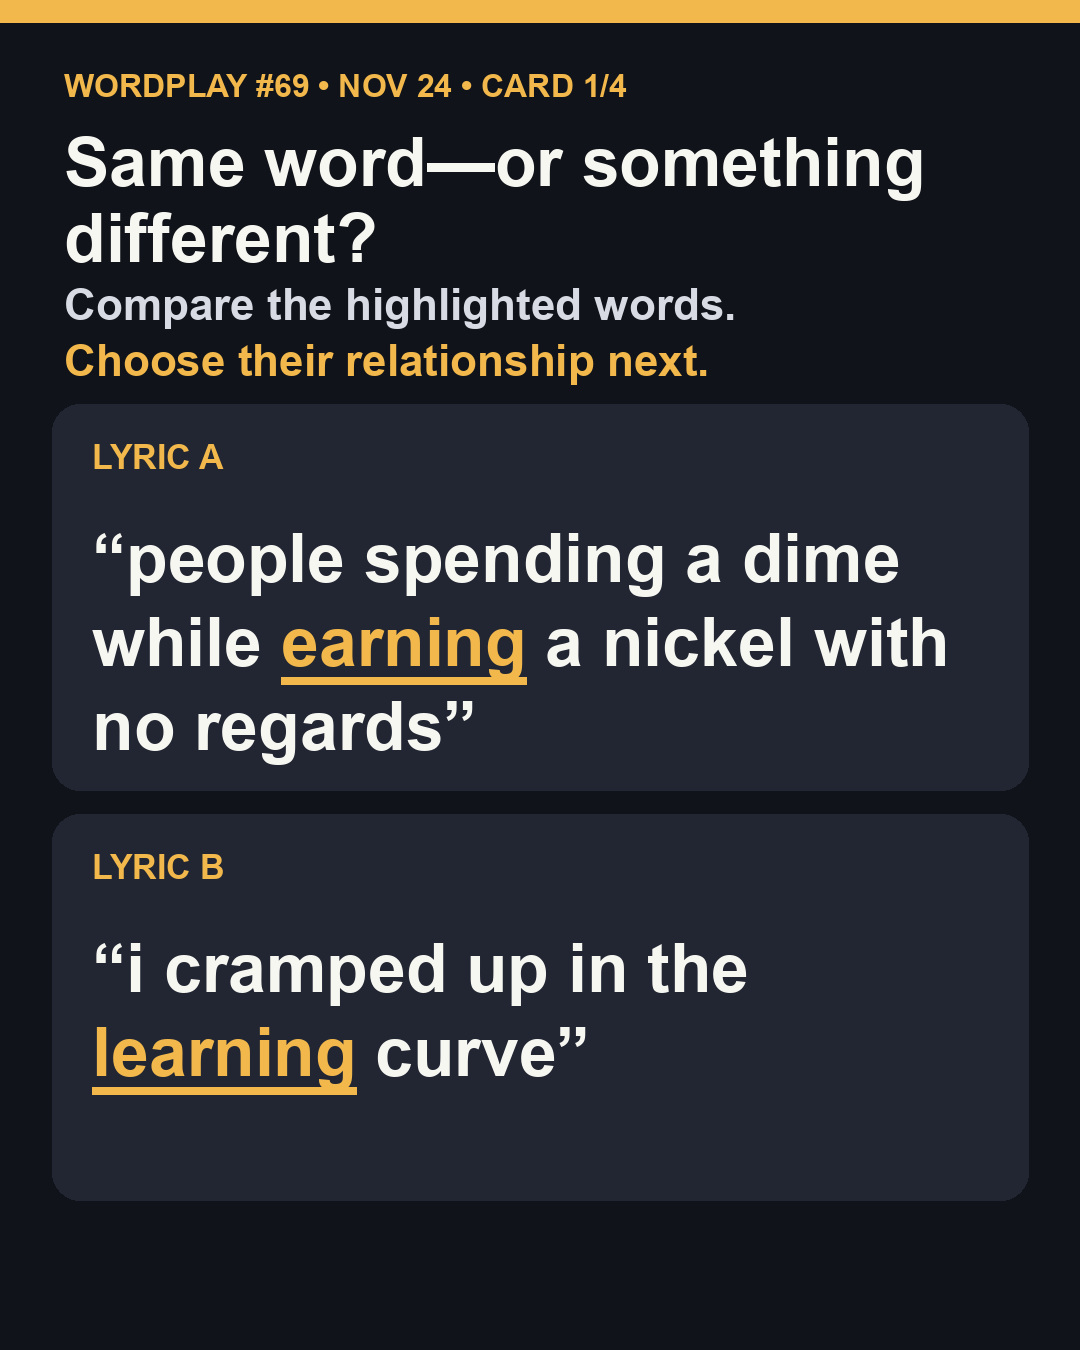 WORDPLAY #69 • NOV 24 • CARD 1/4
Same word—or something
different?
Compare the highlighted words.
Choose their relationship next.
LYRIC A
“people spending a dime
while earning a nickel with
no regards”
LYRIC B
“i cramped up in the
learning curve”